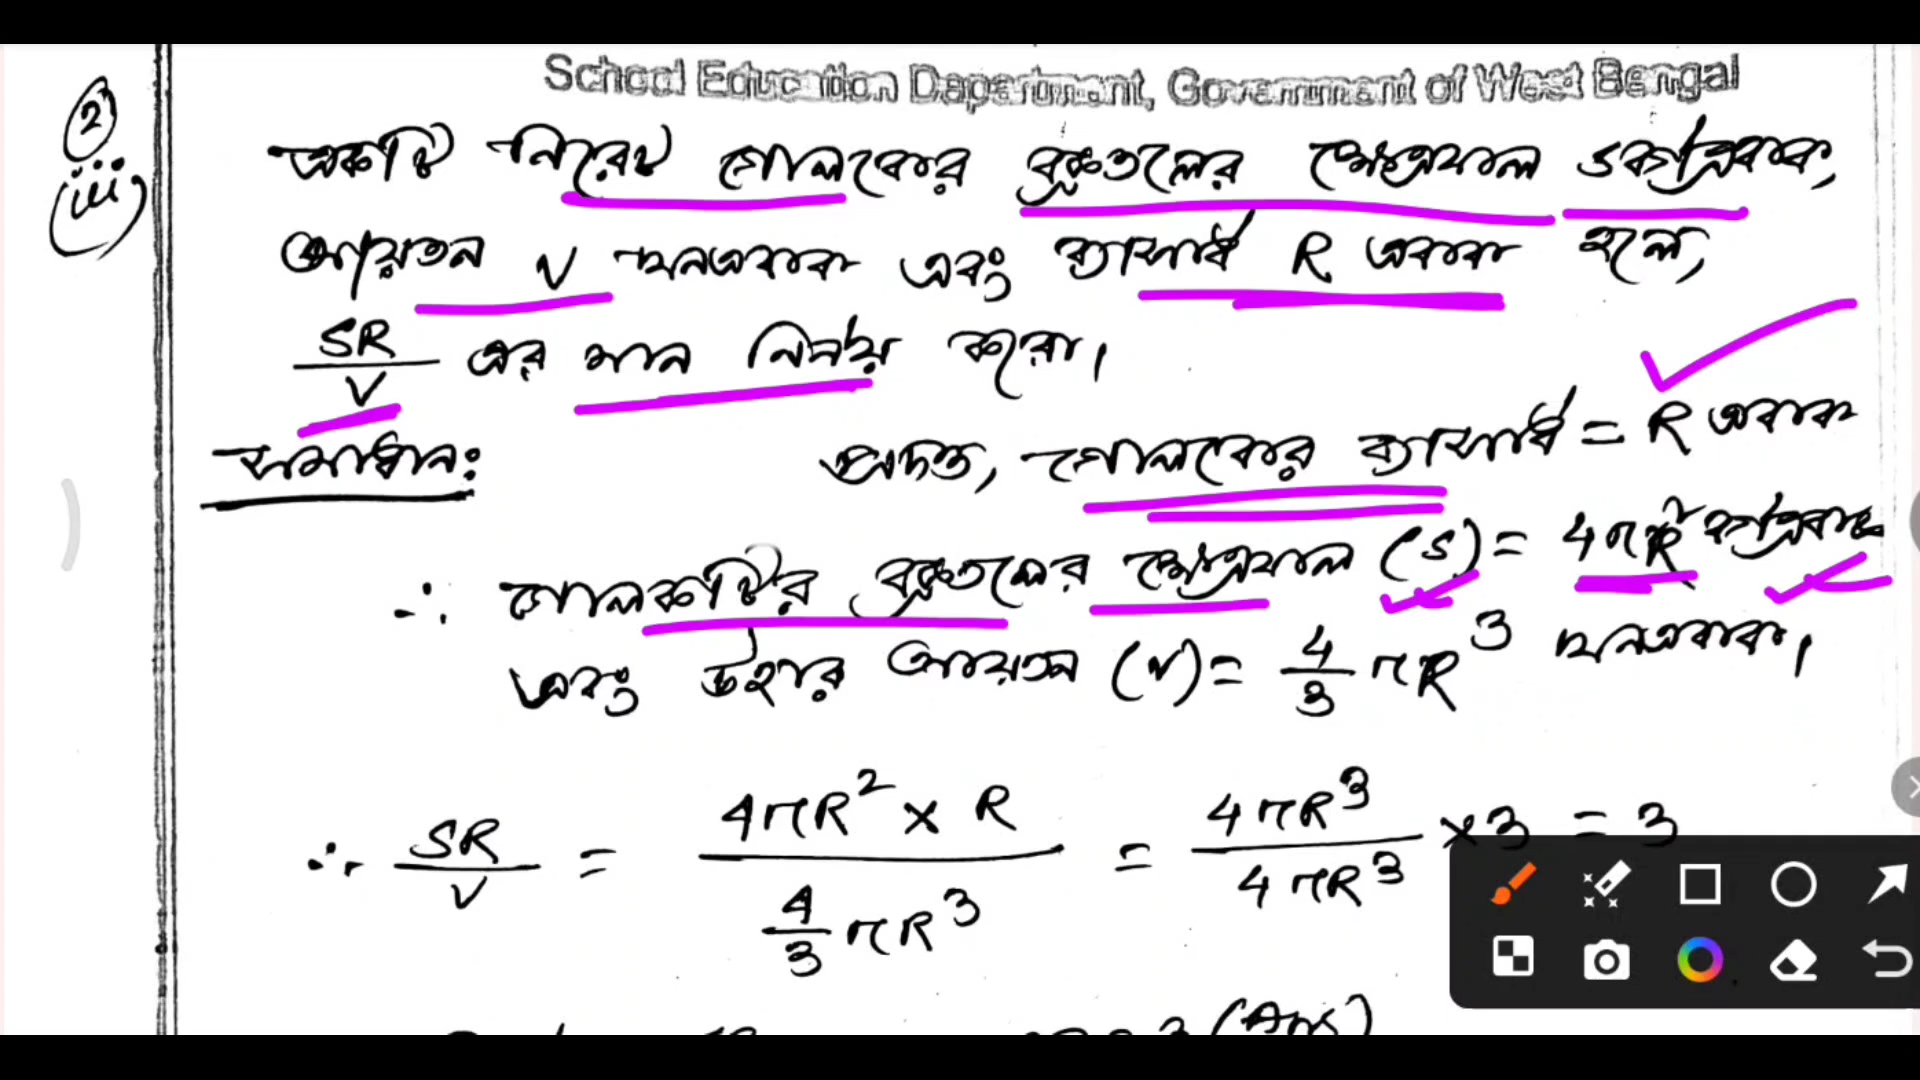 School Education Department, Government of West Bengal
2
(iii) একটি নিরেট গোলকের বক্রতলের ক্ষেত্রফল S বর্গএকক,
আয়তন V ঘনএকক এবং ব্যাসার্ধ R একক হলে,
SR/V এর মান নির্ণয় করো।
সমাধান: প্রদত্ত, গোলকের ব্যাসার্ধ = R একক
∴ গোলকটির বক্রতলের ক্ষেত্রফল (S) = 4πR² বর্গএকক
এবং উহার আয়তন (V) = 4/3 πR³ ঘনএকক।
∴ SR/V = 4πR² × R / 4/3 πR³ = 4πR³ / 4πR³ × 3 = 3
(Ans)